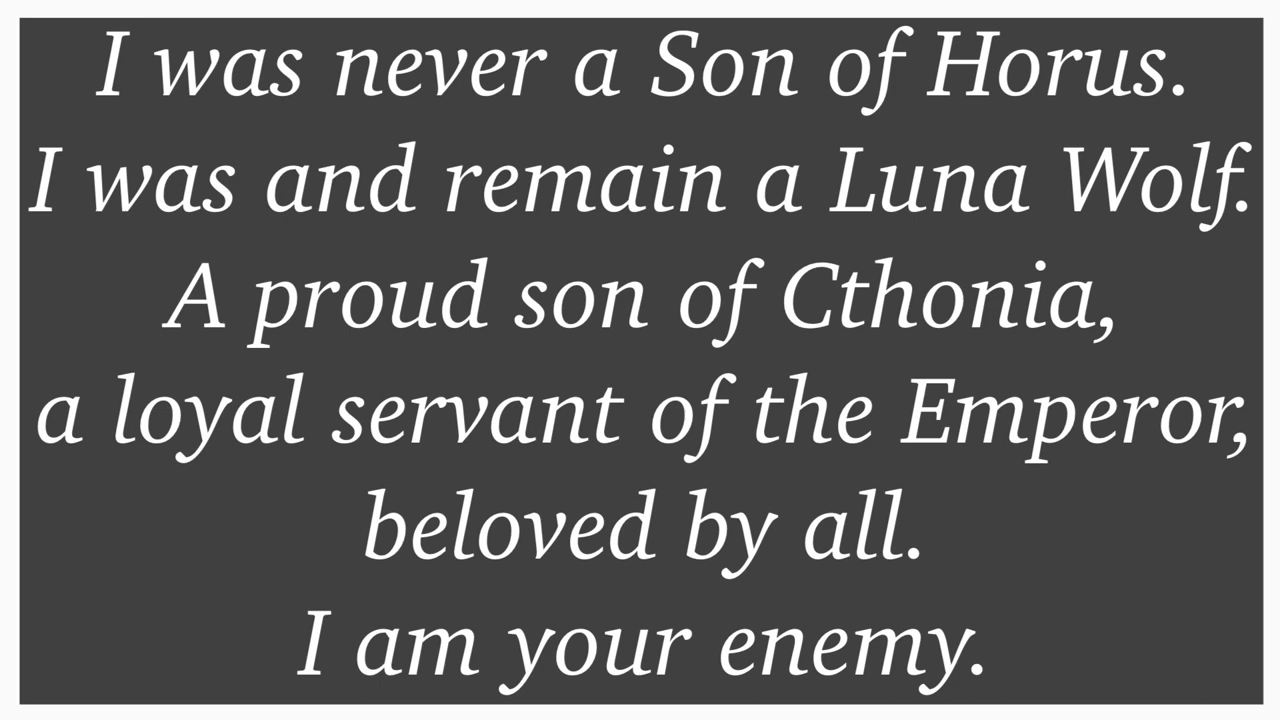 I was never a Son of Horus.
I was and remain a Luna Wolf.
A proud son of Cthonia,
a loyal servant of the Emperor,
beloved by all.
I am your enemy.